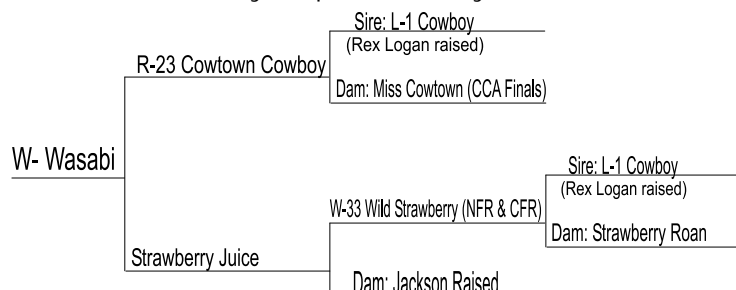 Sire: L-1 Cowboy
(Rex Logan raised)
R-23 Cowtown Cowboy
Dam: Miss Cowtown (CCA Finals)
W- Wasabi
Sire: L-1 Cowboy
(Rex Logan raised)
W-33 Wild Strawberry (NFR & CFR)
Dam: Strawberry Roan
Strawberry Juice
Dam: Jackson Raised